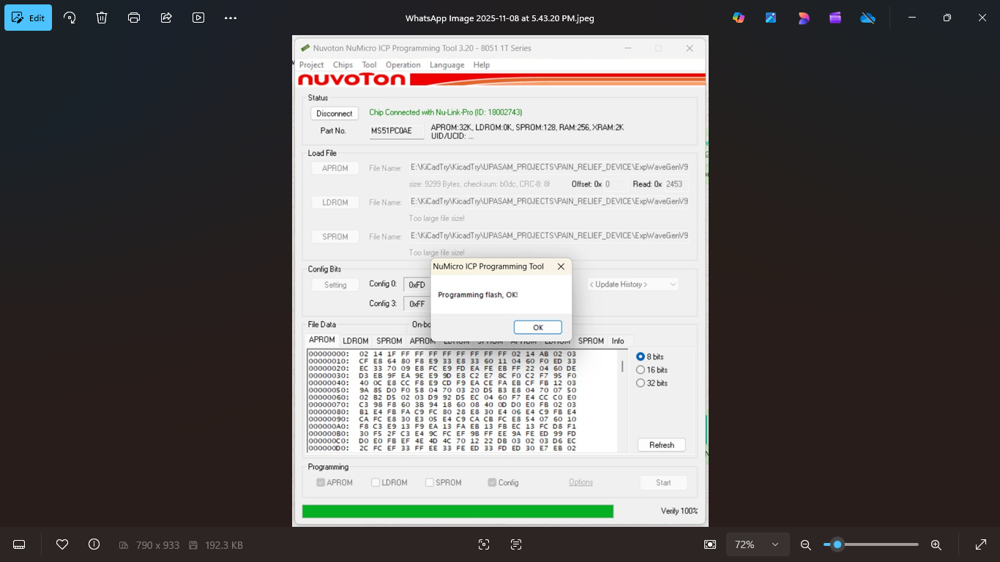 Edit
WhatsApp Image 2025-11-08 at 5.43.20 PM.jpeg
Nuvoton NuMicro ICP Programming Tool 3.20 - 8051 1T Series
Project Chips Tool Operation Language Help
nuvoTon
Status
Disconnect Chip Connected with Nu-Link-Pro (ID: 18002743)
Part No. MS51PC0AE APROM:32K, LDROM:0K, SPROM:128, RAM:256, XRAM:2K
UID/UCID: ...
Load File
APROM File Name: E:\KiCadTry\KicadTry\UPASAM_PROJECTS\PAIN_RELIEF_DEVICE\ExpWaveGenV9
size: 9299 Bytes, checksum: b0dc, CRC-8: 8f Offset: 0x 0 Read: 0x 2453
LDROM File Name: E:\KiCadTry\KicadTry\UPASAM_PROJECTS\PAIN_RELIEF_DEVICE\ExpWaveGenV9
Too large file size!
SPROM File Name: E:\KiCadTry\KicadTry\UPASAM_PROJECTS\PAIN_RELIEF_DEVICE\ExpWaveGenV9
Too large file size!
NuMicro ICP Programming Tool
Programming flash, OK!
OK
Config Bits
Setting Config 0: 0xFD < Update History >
Config 3: 0xFF
File Data On-bo
APROM LDROM SPROM APROM LDROM SPROM APROM LDROM SPROM Info
00000000: 02 14 1F FF FF FF FF FF FF FF FF 02 14 AB 02 03
00000010: CF E8 64 80 F8 E9 33 E8 33 60 11 04 60 F0 ED 33
00000020: EC 33 70 09 E8 FC E9 FD EA FE EB FF 22 04 60 DE
00000030: D3 EB 9F EA 9E E9 9D E8 C2 E7 8C F0 C2 F7 95 F0
00000040: 40 0C E8 CC F8 E9 CD F9 EA CE FA EB CF FB 12 03
00000050: 9A 85 D0 F0 58 04 70 03 20 D5 B3 E8 04 70 07 50
00000060: 02 B2 D5 02 03 D9 92 D5 EC 04 60 F7 E4 CC C0 E0
00000070: C3 98 F8 60 3B 94 18 60 08 40 0D D0 E0 FB 02 03
00000080: B1 E4 FB FA C9 FC 80 28 E8 30 E4 06 E4 C9 FB E4
00000090: CA FC E8 30 E3 05 E4 C9 CA CB FC E8 54 07 60 10
000000A0: F8 C3 E9 13 F9 EA 13 FA EB 13 FB EC 13 FC D8 F1
000000B0: 30 F5 2F C3 E4 9C FC EF 9B FF EE 9A FE ED 99 FD
000000C0: D0 E0 FB EF 4E 4D 4C 70 12 22 DB 03 02 03 D6 EC
000000D0: 2C FC EF 33 FF EE 33 FE ED 33 FD ED 30 E7 EB 02
8 bits
16 bits
32 bits
Refresh
Programming
APROM LDROM SPROM Config Options Start
Verify 100%
790 x 933 192.3 KB 72%